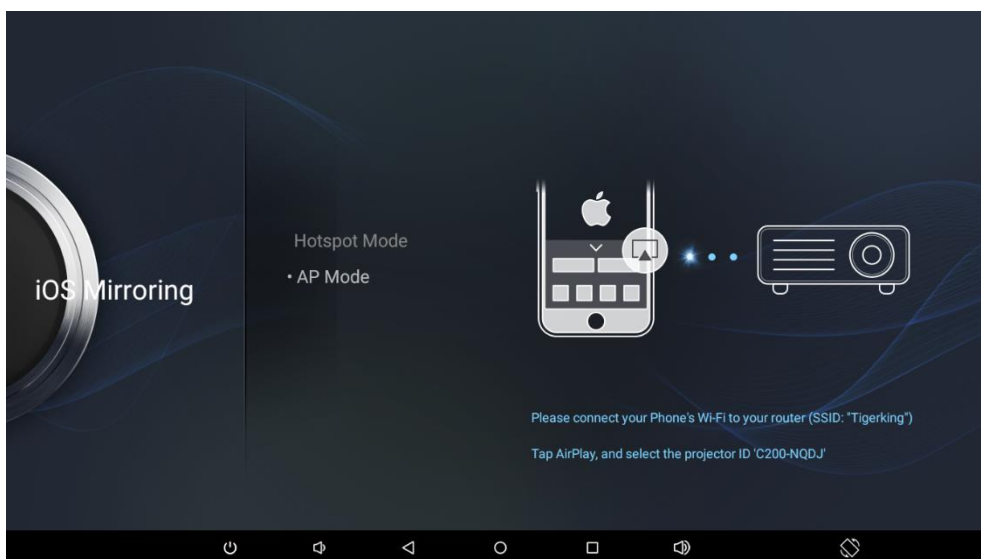 iOS Mirroring
Hotspot Mode
• AP Mode
Please connect your Phone's Wi-Fi to your router (SSID: "Tigerking")
Tap AirPlay, and select the projector ID 'C200-NQDJ'